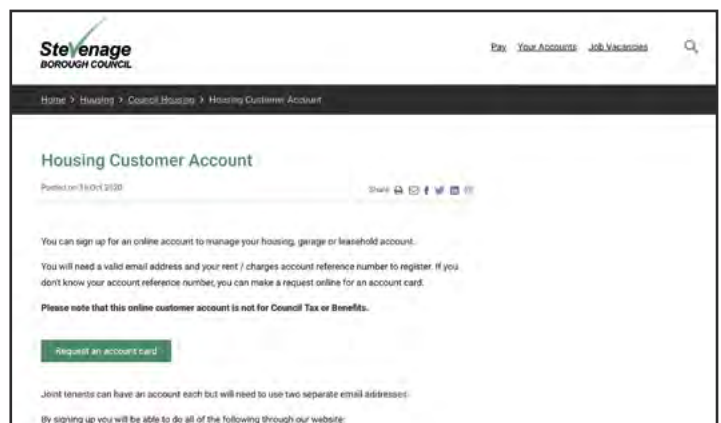 Stevenage
BOROUGH COUNCIL
Pay Your Accounts Job Vacancies
Home > Housing > Council Housing > Housing Customer Account
Housing Customer Account
Posted on Oct 2020
Share
You can sign up for an online account to manage your housing, garage or leasehold account.
You will need a valid email address and your rent / charges account reference number to register. If you
don't know your account reference number, you can make a request online for an account card.
Please note that this online customer account is not for Council Tax or Benefits.
Request an account card
Joint tenants can have an account each but will need to use two separate email addresses.
By signing up you will be able to do all of the following through our website: